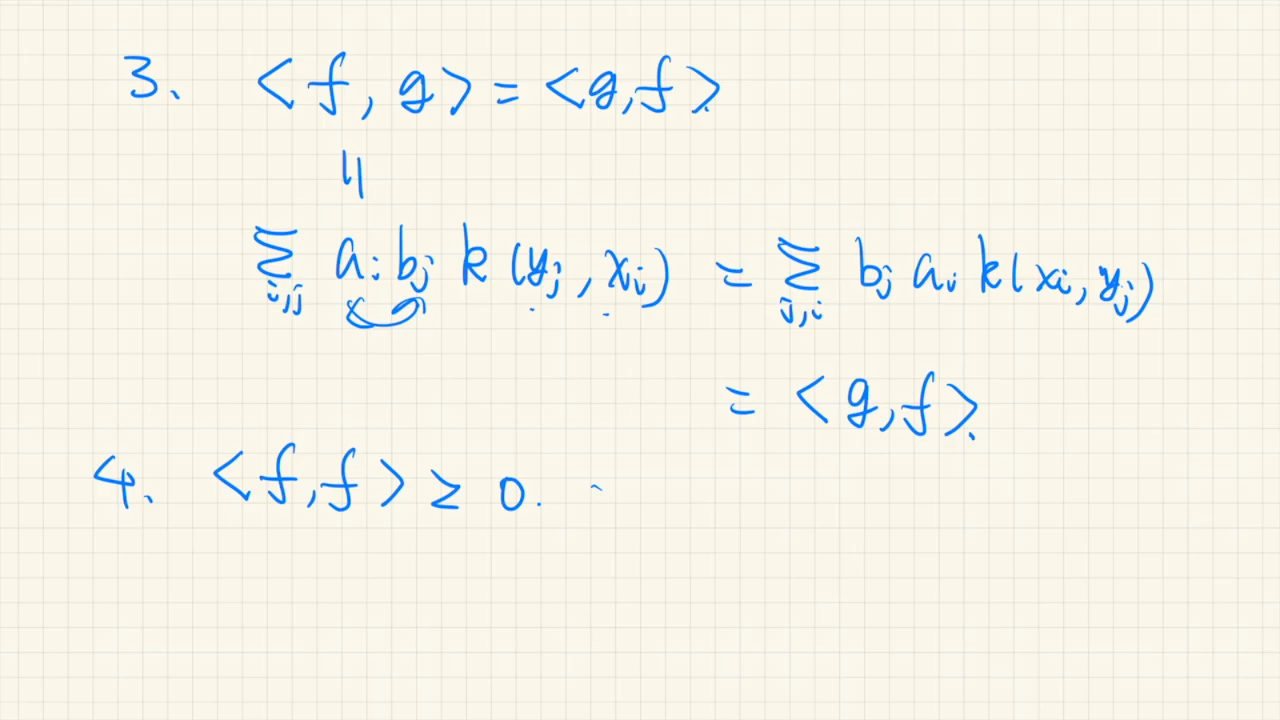 3. <f, g> = <g,f>.
||
∑_{i,j} a_i b_j k(y_j, x_i) = ∑_{j,i} b_j a_i k(x_i, y_j)
= <g,f>.
4. <f,f> ≥ 0.